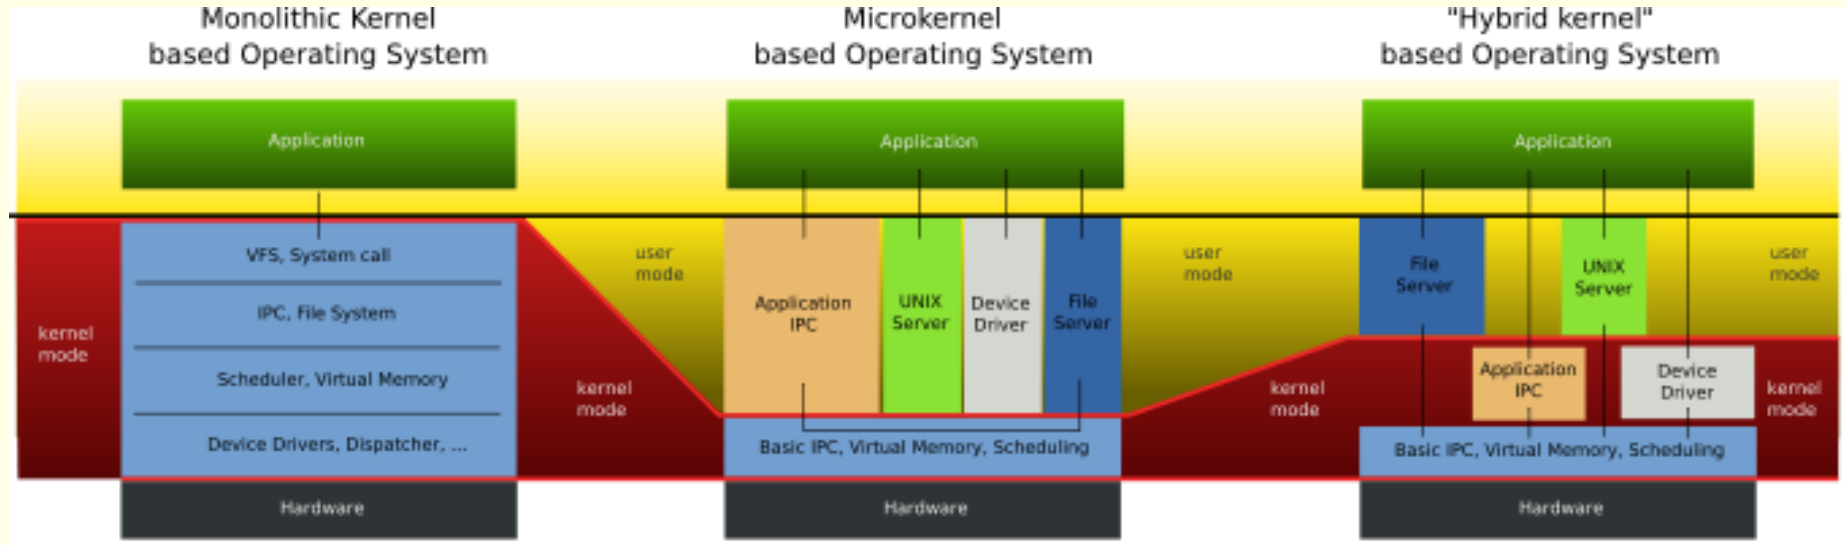 Monolithic Kernel
based Operating System
Microkernel
based Operating System
"Hybrid kernel"
based Operating System
Application
Application
Application
VFS, System call
IPC, File System
Scheduler, Virtual Memory
Device Drivers, Dispatcher, ...
kernel
mode
Hardware
user
mode
kernel
mode
Application
IPC
UNIX
Server
Device
Driver
File
Server
Basic IPC, Virtual Memory, Scheduling
Hardware
user
mode
kernel
mode
File
Server
UNIX
Server
user
mode
Application
IPC
Device
Driver
kernel
mode
Basic IPC, Virtual Memory, Scheduling
Hardware